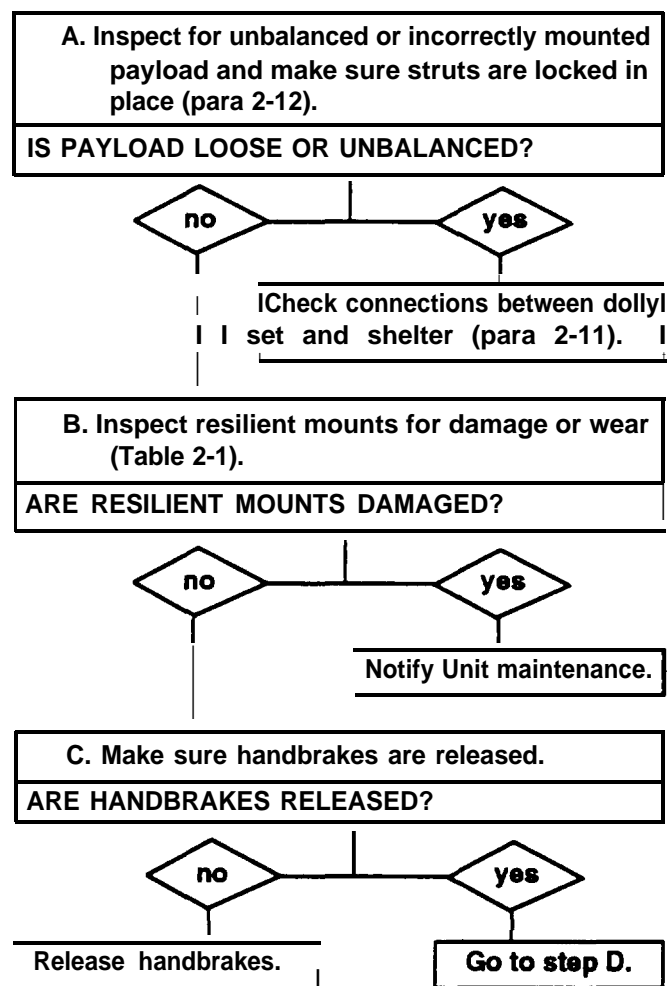 A. Inspect for unbalanced or incorrectly mounted
payload and make sure struts are locked in
place (para 2-12).
IS PAYLOAD LOOSE OR UNBALANCED?
no yes
Check connections between dolly
set and shelter (para 2-11).
B. Inspect resilient mounts for damage or wear
(Table 2-1).
ARE RESILIENT MOUNTS DAMAGED?
no yes
Notify Unit maintenance.
C. Make sure handbrakes are released.
ARE HANDBRAKES RELEASED?
no yes
Release handbrakes. Go to step D.